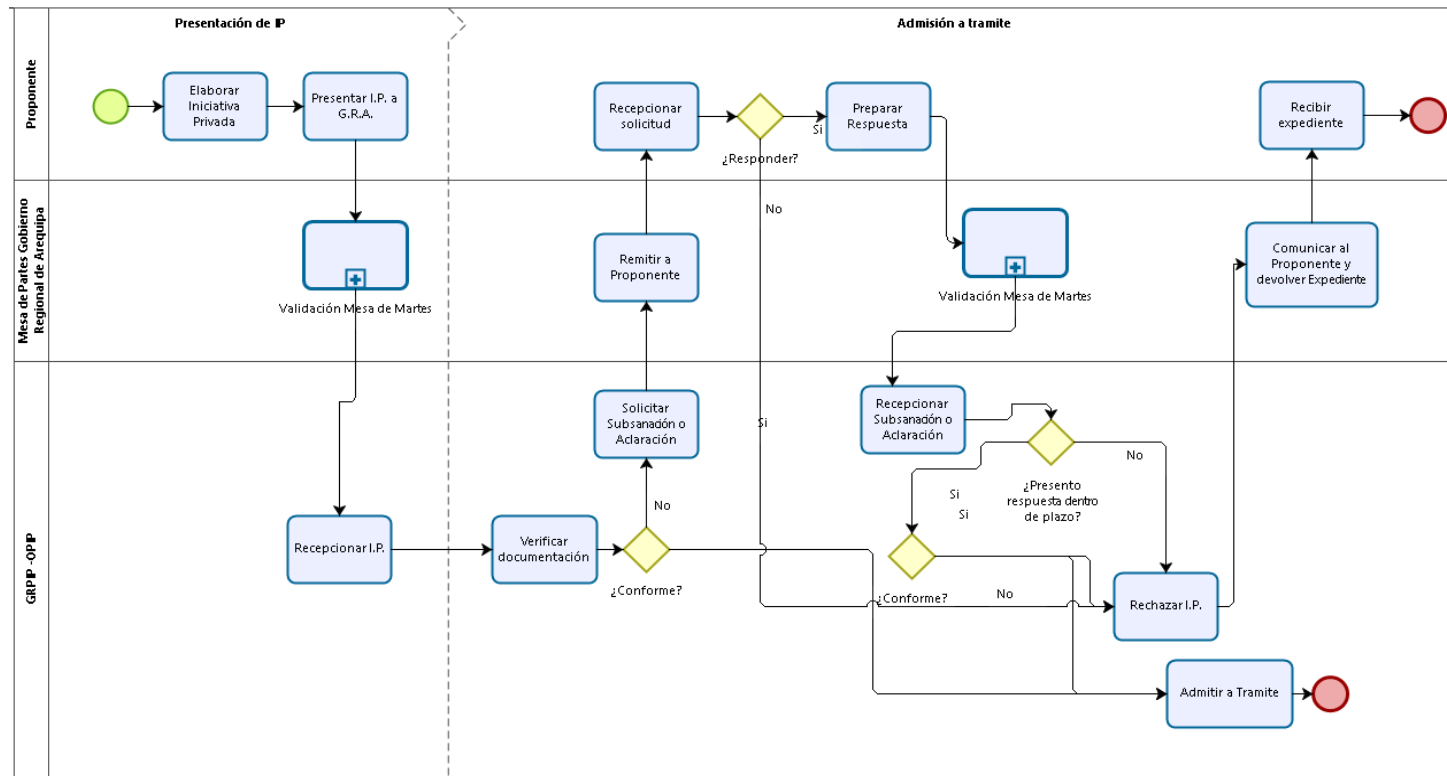 Presentación de IP
Admisión a tramite
Proponente
Elaborar
Iniciativa
Privada
Presentar I.P. a
G.R.A.
Recepcionar
solicitud
¿Responder?
Si
No
Preparar
Respuesta
Recibir
expediente
Mesa de Partes Gobierno
Regional de Arequipa
Validación Mesa de Martes
Remitir a
Proponente
Validación Mesa de Martes
Comunicar al
Proponente y
devolver Expediente
GRPIP -OPIP
Recepcionar I.P.
Verificar
documentación
¿Conforme?
No
Si
Solicitar
Subsanación o
Aclaración
Recepcionar
Subsanación o
Aclaración
¿Presento
respuesta dentro
de plazo?
No
Si
Si
¿Conforme?
No
Rechazar I.P.
Admitir a Tramite